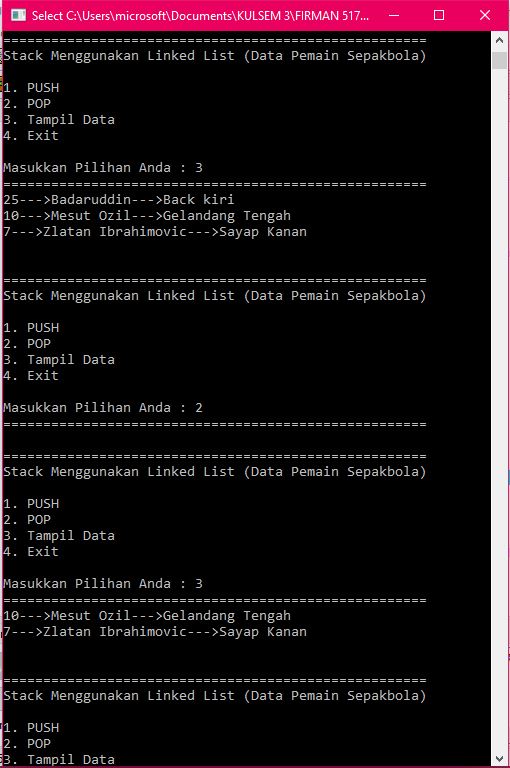 Select C:\Users\microsoft\Documents\KULSEM 3\FIRMAN 517...
=====================================================
Stack Menggunakan Linked List (Data Pemain Sepakbola)
1. PUSH
2. POP
3. Tampil Data
4. Exit
Masukkan Pilihan Anda : 3
=====================================================
25--->Badaruddin--->Back kiri
10--->Mesut Ozil--->Gelandang Tengah
7--->Zlatan Ibrahimovic--->Sayap Kanan
=====================================================
Stack Menggunakan Linked List (Data Pemain Sepakbola)
1. PUSH
2. POP
3. Tampil Data
4. Exit
Masukkan Pilihan Anda : 2
=====================================================
=====================================================
Stack Menggunakan Linked List (Data Pemain Sepakbola)
1. PUSH
2. POP
3. Tampil Data
4. Exit
Masukkan Pilihan Anda : 3
=====================================================
10--->Mesut Ozil--->Gelandang Tengah
7--->Zlatan Ibrahimovic--->Sayap Kanan
=====================================================
Stack Menggunakan Linked List (Data Pemain Sepakbola)
1. PUSH
2. POP
3. Tampil Data